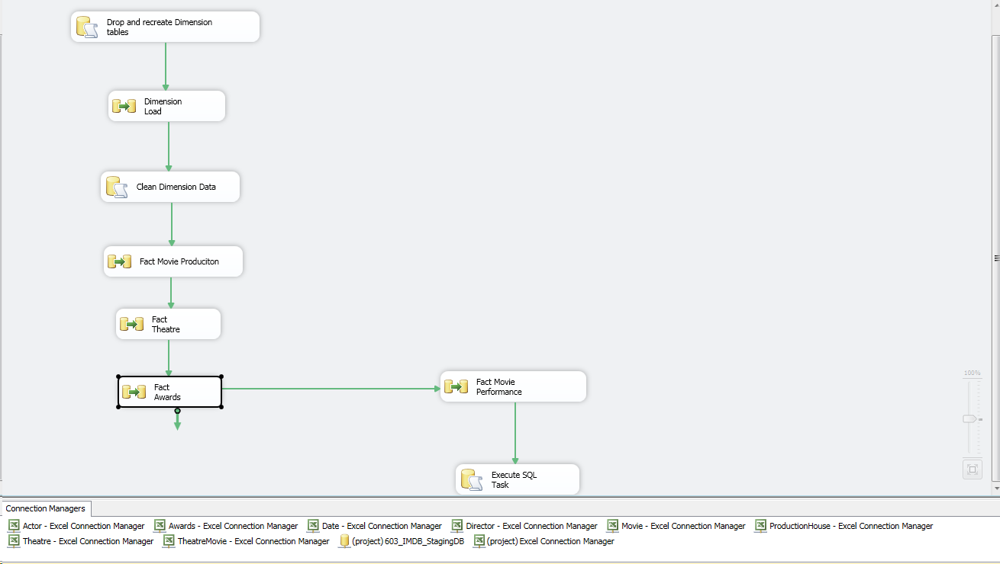 Drop and recreate Dimension
tables
Dimension
Load
Clean Dimension Data
Fact Movie Produciton
Fact
Theatre
Fact
Awards
Fact Movie
Performance
Execute SQL
Task
100%
Connection Managers
Actor - Excel Connection Manager Awards - Excel Connection Manager Date - Excel Connection Manager Director - Excel Connection Manager Movie - Excel Connection Manager ProductionHouse - Excel Connection Manager
Theatre - Excel Connection Manager TheatreMovie - Excel Connection Manager (project) 603_IMDB_StagingDB (project) Excel Connection Manager